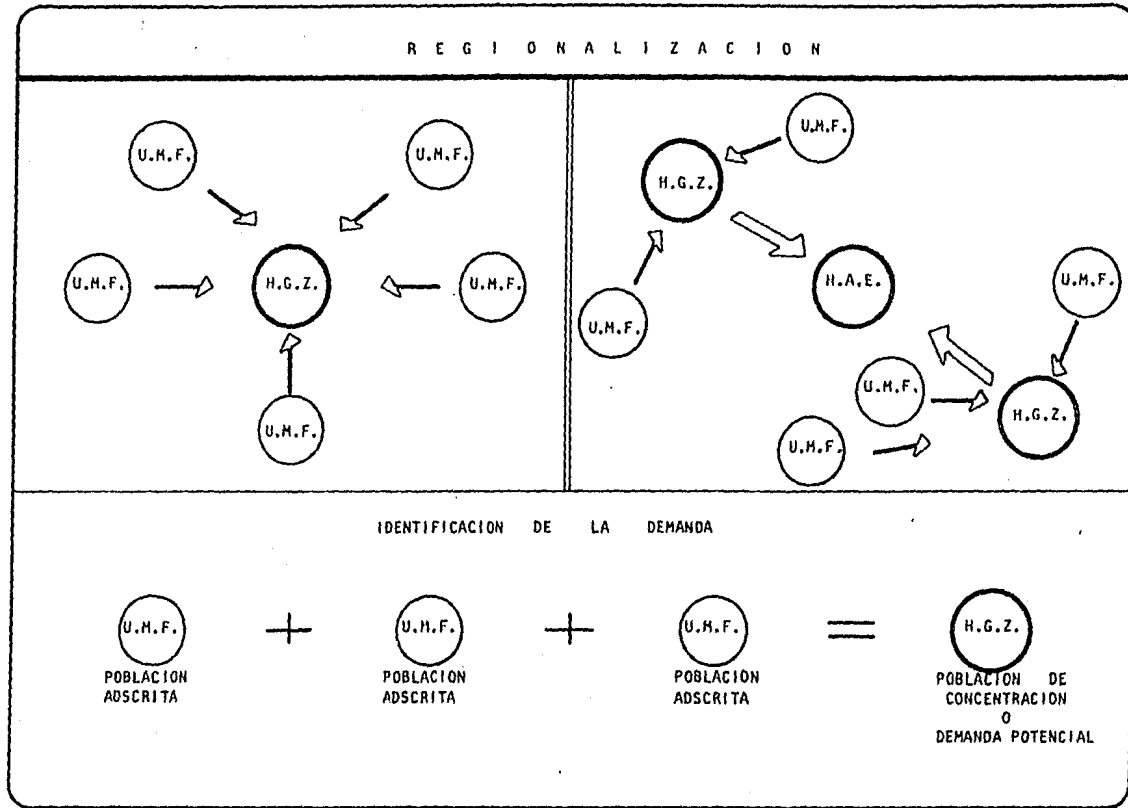 R E G I O N A L I Z A C I O N
U.M.F.
U.M.F.
U.M.F.
H.G.Z.
U.M.F.
U.M.F.
U.M.F.
H.G.Z.
U.M.F.
H.A.E.
U.M.F.
U.M.F.
H.G.Z.
U.M.F.
IDENTIFICACION DE LA DEMANDA
U.M.F. + U.M.F. + U.M.F. = H.G.Z.
POBLACION
ADSCRITA
POBLACION
ADSCRITA
POBLACION
ADSCRITA
POBLACION DE
CONCENTRACION
O
DEMANDA POTENCIAL